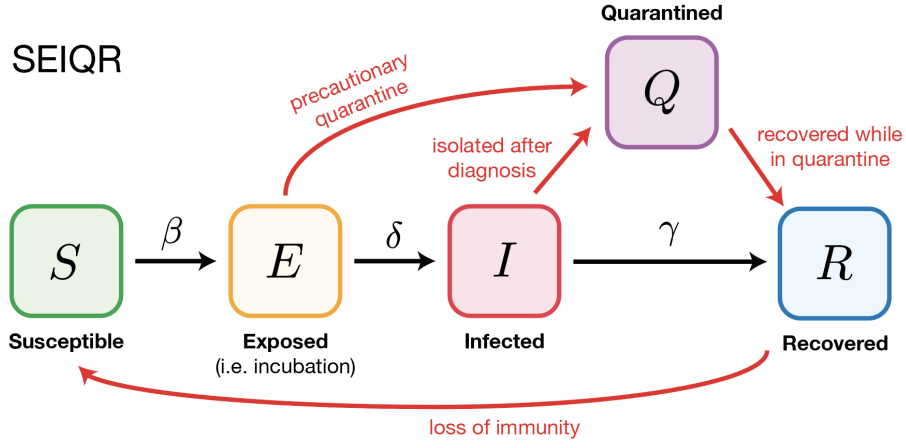 SEIQR
Quarantined
Q
precautionary
quarantine
isolated after
diagnosis
recovered while
in quarantine
S
β
E
δ
I
γ
R
Susceptible
Exposed
(i.e. incubation)
Infected
Recovered
loss of immunity